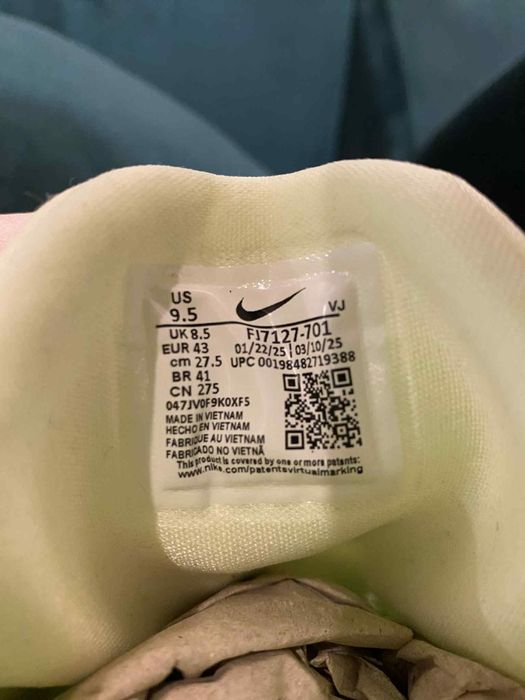 US
9.5
VJ
UK 8.5
FJ7127-701
EUR 43
01/22/25 03/10/25
cm 27.5
UPC 00198482719388
BR 41
CN 275
047JV0F9K0XF5
MADE IN VIETNAM
HECHO EN VIETNAM
FABRIQUE AU VIETNAM
FABRICADO NO VIETNÃ
This product is covered by one or more patents:
www.nike.com/patentsvirtualmarking